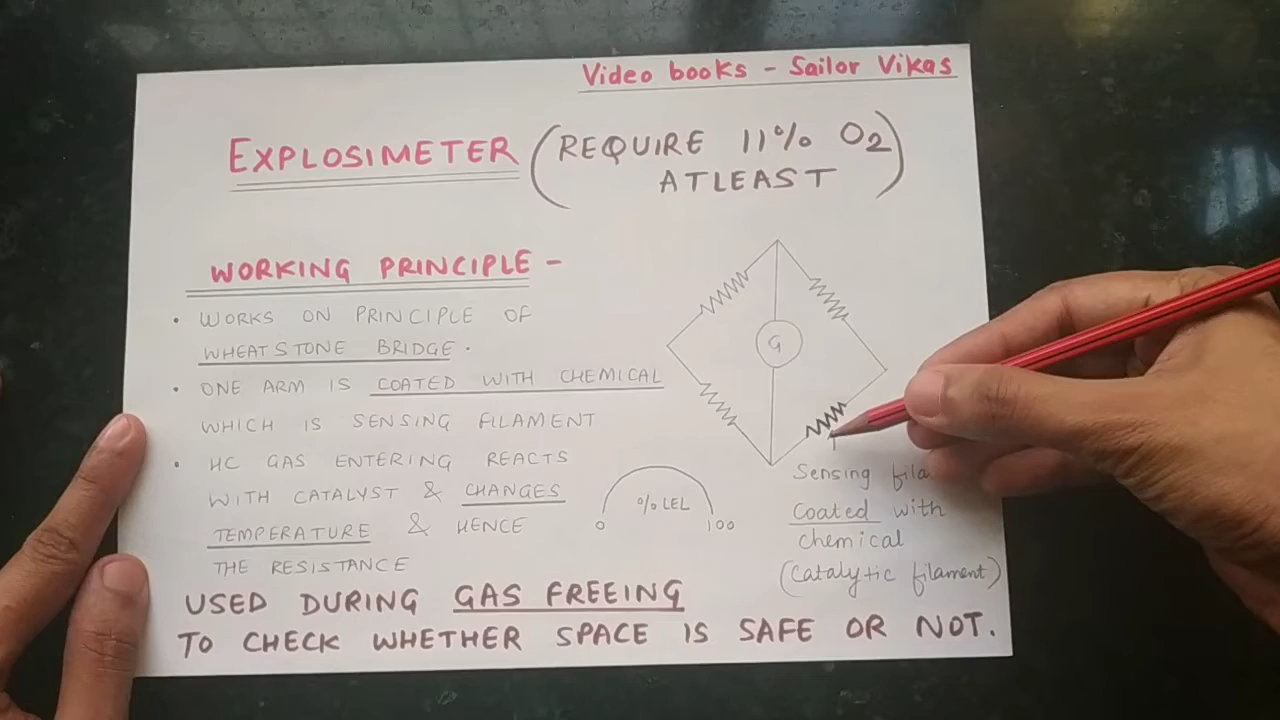 Video books - Sailor Vikas
EXPLOSIMETER (REQUIRE 11% O2
ATLEAST)
WORKING PRINCIPLE -
• WORKS ON PRINCIPLE OF
WHEATSTONE BRIDGE.
• ONE ARM IS COATED WITH CHEMICAL
WHICH IS SENSING FILAMENT
• HC GAS ENTERING REACTS
WITH CATALYST & CHANGES
TEMPERATURE & HENCE
THE RESISTANCE
G
% LEL
0 100
Sensing
Coated with
chemical
(Catalytic filament)
USED DURING GAS FREEING
TO CHECK WHETHER SPACE IS SAFE OR NOT.